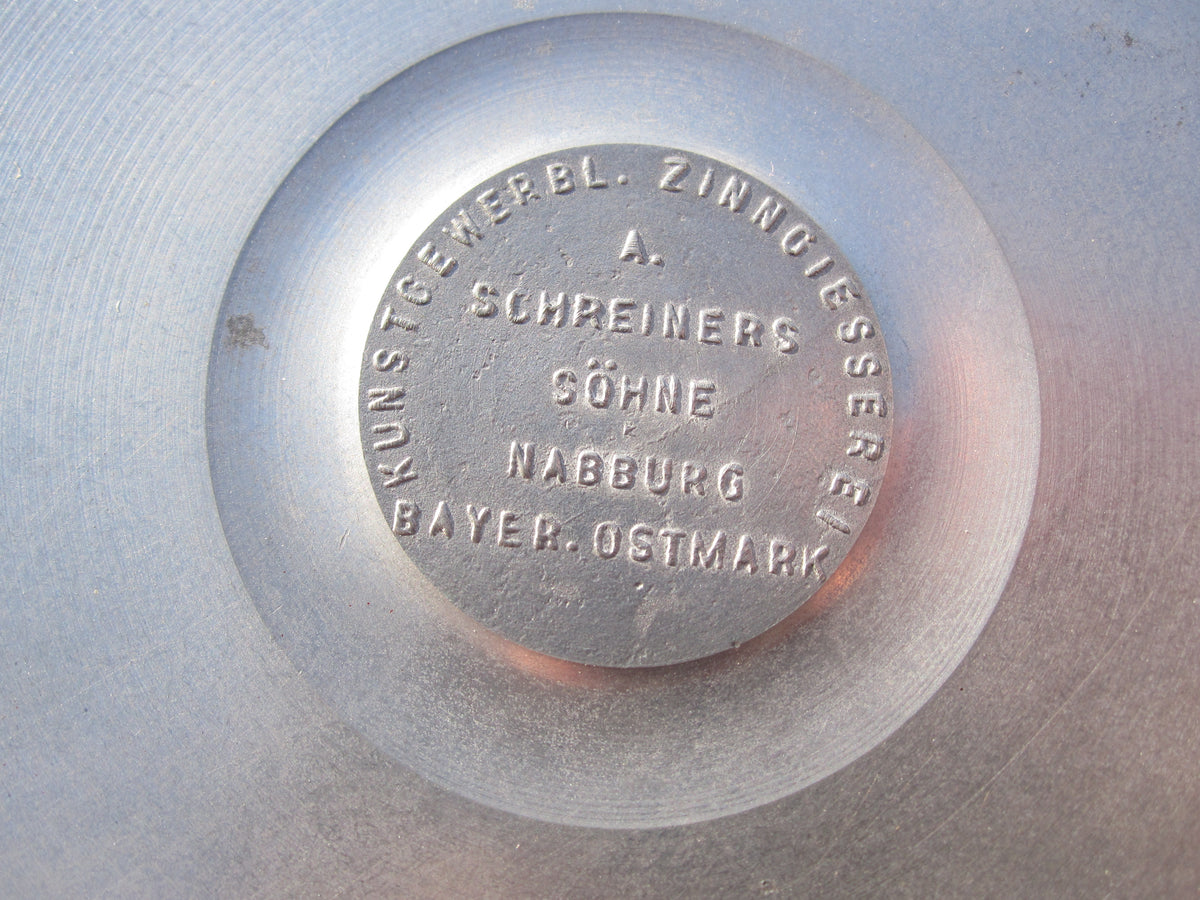 KUNSTGEWERBL. ZINNGIESSEREI
A.
SCHREINERS
SÖHNE
NABBURG
BAYER. OSTMARK